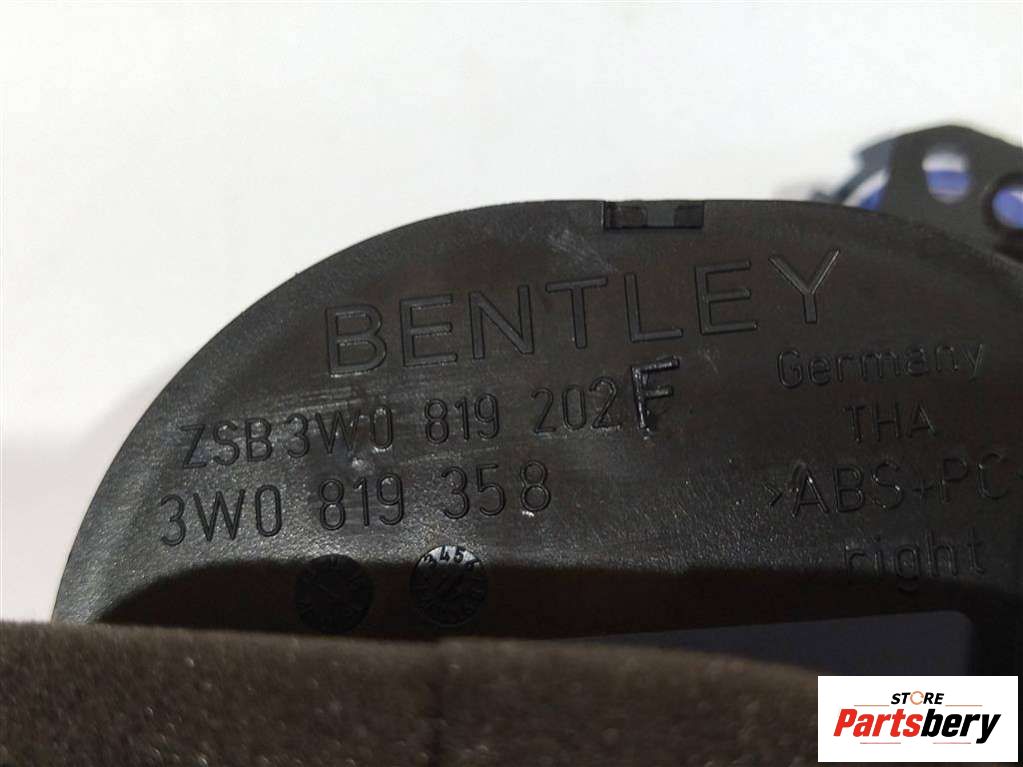 BENTLEY
Germany
ZSB 3W0 819 202 F
THA
3W0 819 358
>ABS+PC
right
STORE
Partsbery